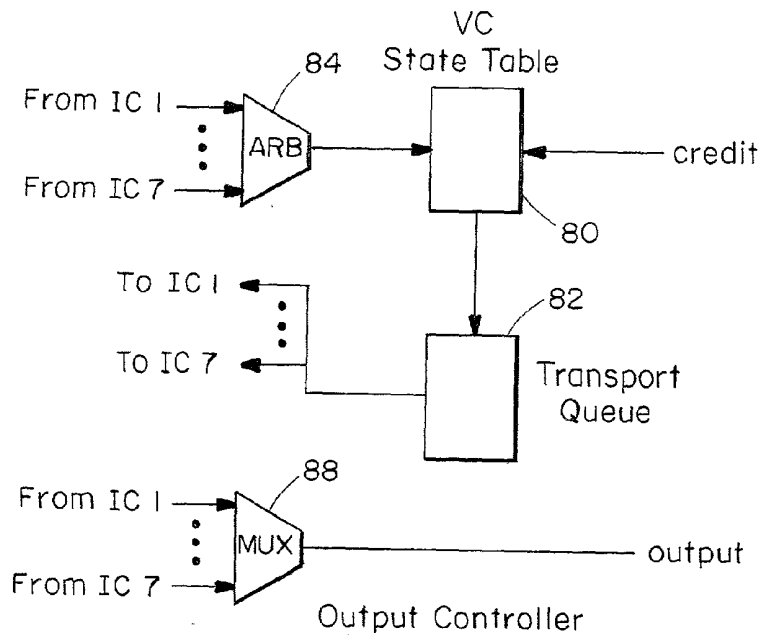 VC
State Table
84
From IC 1
ARB
credit
From IC 7
80
To IC 1
82
To IC 7
Transport
Queue
88
From IC 1
MUX
output
From IC 7
Output Controller